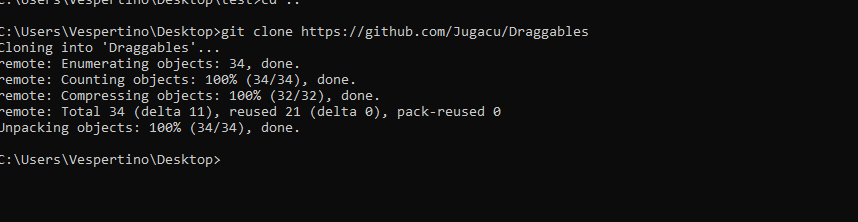 C:\Users\Vespertino\Desktop\test>cd ..
C:\Users\Vespertino\Desktop>git clone https://github.com/Jugacu/Draggables
Cloning into 'Draggables'...
remote: Enumerating objects: 34, done.
remote: Counting objects: 100% (34/34), done.
remote: Compressing objects: 100% (32/32), done.
remote: Total 34 (delta 11), reused 21 (delta 0), pack-reused 0
Unpacking objects: 100% (34/34), done.
C:\Users\Vespertino\Desktop>